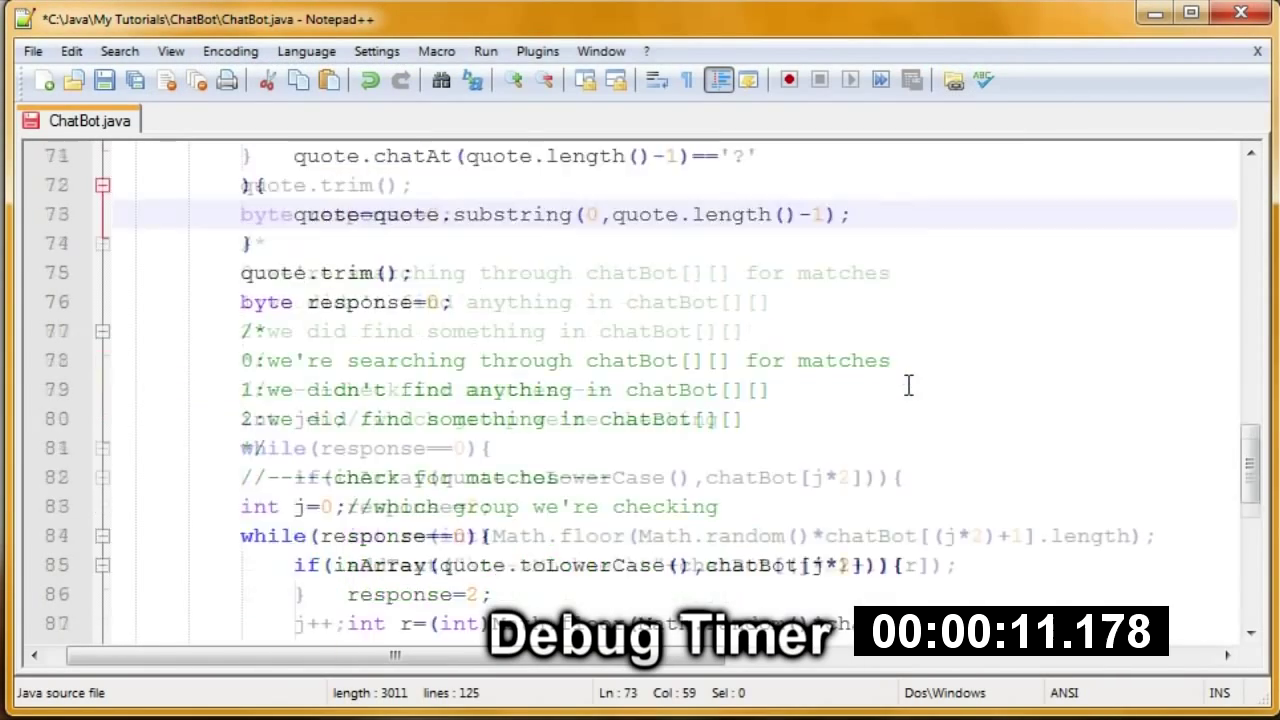 *C:\Java\My Tutorials\ChatBot\ChatBot.java - Notepad++
File Edit Search View Encoding Language Settings Macro Run Plugins Window ? X
ChatBot.java
71 } quote.chatAt(quote.length()-1)=='?'
72 ){ quote.trim();
73 byte quote=quote.substring(0,quote.length()-1);
74 }
75 quote.trim();
76 byte response=0;
77 /*
78 0:we're searching through chatBot[][] for matches
79 1:we didn't find anything in chatBot[][]
80 2:we did find something in chatBot[][]
81 */ while(response==0){
82 //-----check for matches----
83 int j=0;//which group we're checking
84 while(response==0){
85 if(inArray(quote.toLowerCase(),chatBot[j*2])){
86 response=2;
87 j++; int r=(int)
Debug Timer 00:00:11.178
Java source file length : 3011 lines : 125 Ln : 73 Col : 59 Sel : 0 Dos\Windows ANSI INS